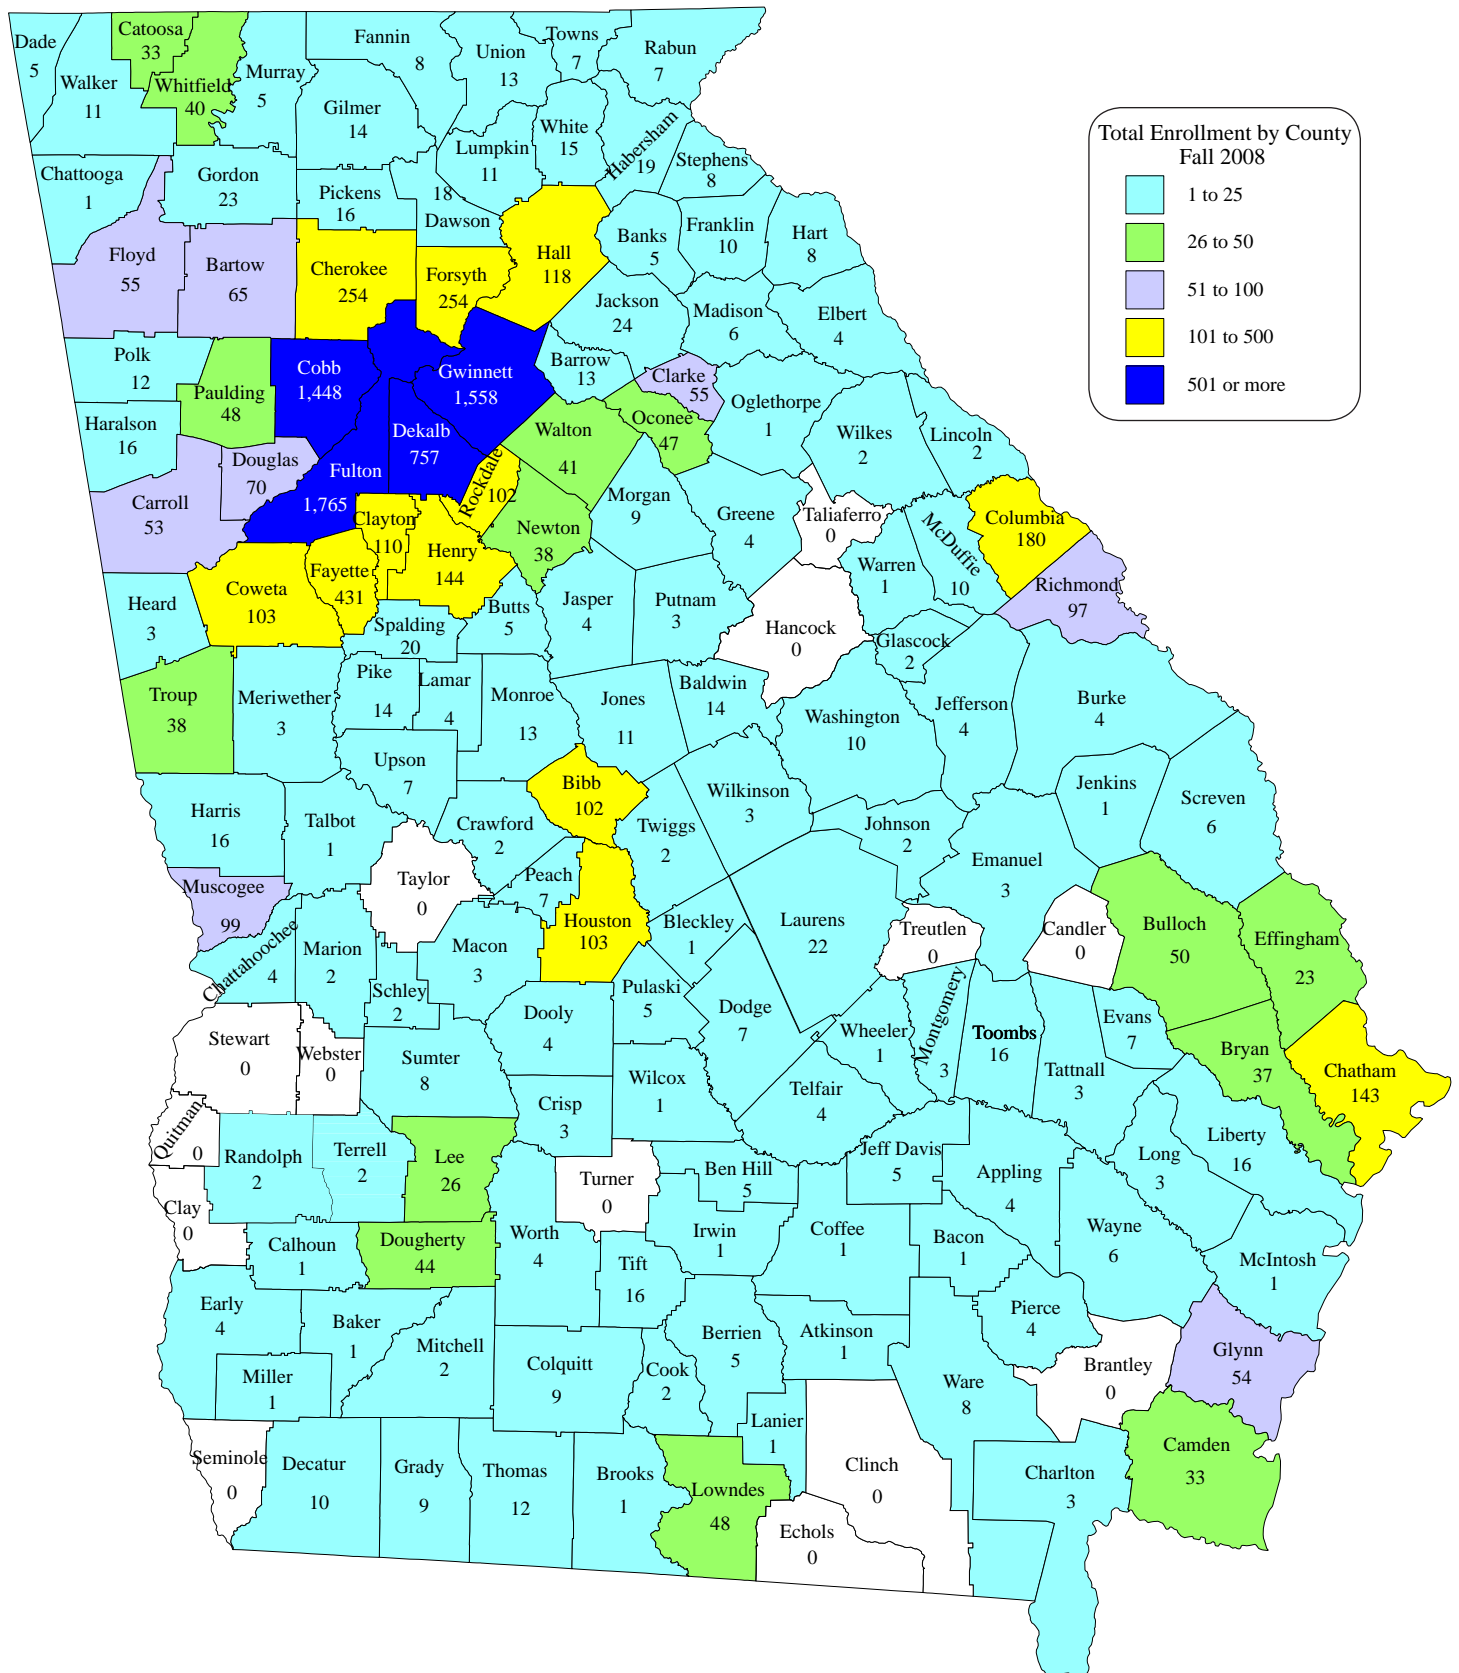 Total Enrollment by County
Fall 2008
1 to 25
26 to 50
51 to 100
101 to 500
501 or more
Dade
5
Walker
11
Catoosa
33
Whitfield
40
Murray
5
Fannin
8
Gilmer
14
Union
13
Towns
7
Rabun
7
White
15
Habersham
19
Stephens
8
Lumpkin
11
Chattooga
1
Gordon
23
Pickens
16
18
Dawson
Hall
118
Banks
5
Franklin
10
Hart
8
Floyd
55
Bartow
65
Cherokee
254
Forsyth
254
Jackson
24
Madison
6
Elbert
4
Polk
12
Paulding
48
Cobb
1,448
Gwinnett
1,558
Barrow
13
Clarke
55
Oconee
47
Oglethorpe
1
Wilkes
2
Lincoln
2
Haralson
16
Douglas
70
Fulton
1,765
Dekalb
757
Rockdale
102
Walton
41
Morgan
9
Greene
4
Taliaferro
0
Columbia
180
McDuffie
10
Carroll
53
Clayton
110
Henry
144
Newton
38
Fayette
431
Coweta
103
Heard
3
Spalding
20
Butts
5
Jasper
4
Putnam
3
Hancock
0
Warren
1
Glascock
2
Richmond
97
Troup
38
Meriwether
3
Pike
14
Lamar
4
Monroe
13
Jones
11
Baldwin
14
Washington
10
Jefferson
4
Burke
4
Upson
7
Bibb
102
Wilkinson
3
Jenkins
1
Screven
6
Harris
16
Talbot
1
Crawford
2
Twiggs
2
Johnson
2
Emanuel
3
Taylor
0
Peach
7
Muscogee
99
Houston
103
Bleckley
1
Laurens
22
Treutlen
0
Candler
0
Bulloch
50
Effingham
23
Chattahoochee
4
Marion
2
Macon
3
Schley
2
Pulaski
5
Dodge
7
Stewart
0
Webster
0
Sumter
8
Dooly
4
Wheeler
1
Montgomery
3
Toombs
16
Evans
7
Tattnall
3
Bryan
37
Chatham
143
Wilcox
1
Telfair
4
Crisp
3
Quitman
0
Randolph
2
Terrell
2
Lee
26
Turner
0
Ben Hill
5
Jeff Davis
5
Appling
4
Long
3
Liberty
16
Clay
0
Calhoun
1
Dougherty
44
Worth
4
Tift
16
Irwin
1
Coffee
1
Bacon
1
Wayne
6
McIntosh
1
Early
4
Baker
1
Mitchell
2
Miller
1
Colquitt
9
Cook
2
Berrien
5
Atkinson
1
Pierce
4
Ware
8
Brantley
0
Glynn
54
Lanier
1
Seminole
0
Decatur
10
Grady
9
Thomas
12
Brooks
1
Lowndes
48
Clinch
0
Echols
0
Charlton
3
Camden
33